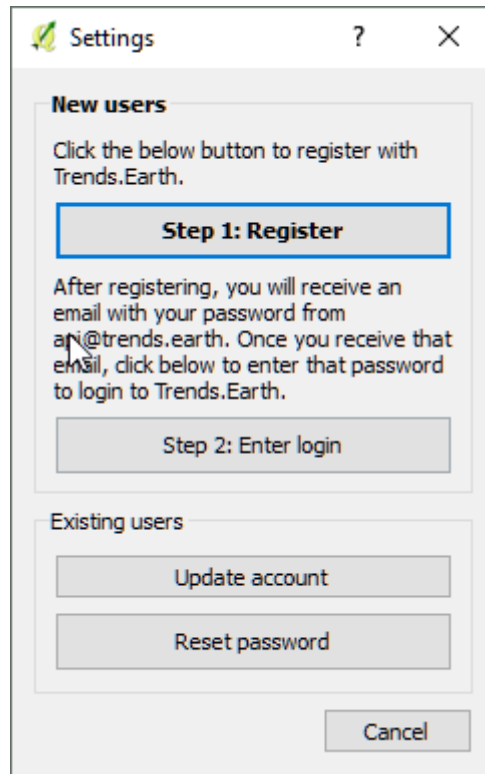 Settings
New users
Click the below button to register with
Trends.Earth.
Step 1: Register
After registering, you will receive an
email with your password from
api@trends.earth. Once you receive that
email, click below to enter that password
to login to Trends.Earth.
Step 2: Enter login
Existing users
Update account
Reset password
Cancel